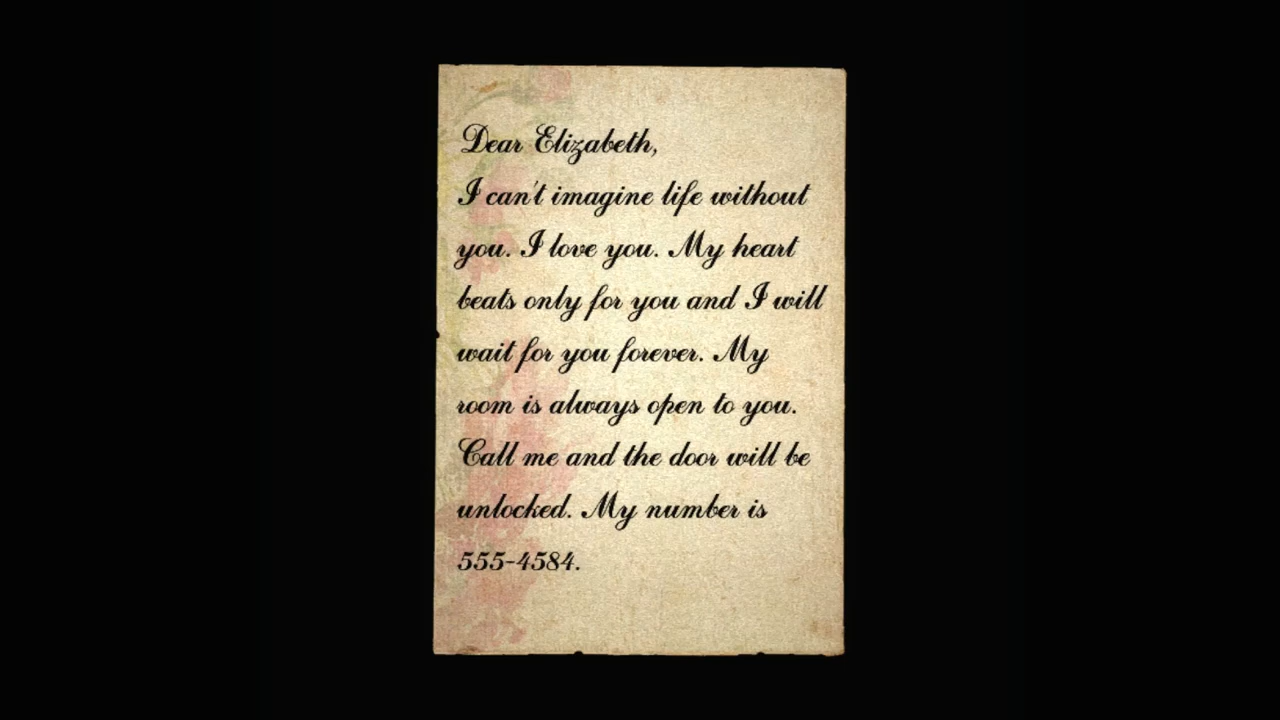 Dear Elizabeth,
I can't imagine life without
you. I love you. My heart
beats only for you and I will
wait for you forever. My
room is always open to you.
Call me and the door will be
unlocked. My number is
555-4584.